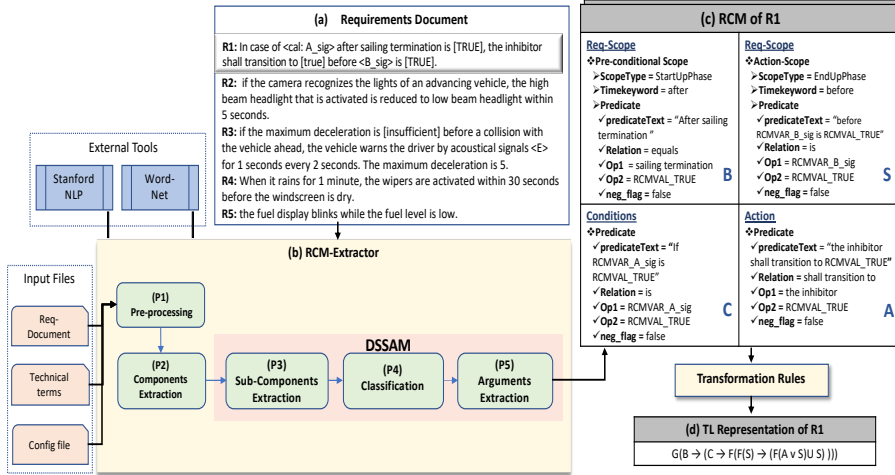 (a) Requirements Document
R1: In case of <cal: A_sig> after sailing termination is [TRUE], the inhibitor
shall transition to [true] before <B_sig> is [TRUE].
R2: if the camera recognizes the lights of an advancing vehicle, the high
beam headlight that is activated is reduced to low beam headlight within
5 seconds.
R3: if the maximum deceleration is [insufficient] before a collision with
the vehicle ahead, the vehicle warns the driver by acoustical signals <E>
for 1 seconds every 2 seconds. The maximum deceleration is 5.
R4: When it rains for 1 minute, the wipers are activated within 30 seconds
before the windscreen is dry.
R5: the fuel display blinks while the fuel level is low.
External Tools
Stanford
NLP
Word-
Net
(b) RCM-Extractor
Input Files
Req-
Document
Technical
terms
Config file
(P1)
Pre-processing
(P2)
Components
Extraction
DSSAM
(P3)
Sub-Components
Extraction
(P4)
Classification
(P5)
Arguments
Extraction
(c) RCM of R1
Req-Scope
❖Pre-conditional Scope
➢ScopeType = StartUpPhase
➢Timekeyword = after
➢Predicate
✓predicateText = "After sailing
termination "
✓Relation = equals
✓Op1 = sailing termination
✓Op2 = RCMVAL_TRUE
✓neg_flag = false
B
Req-Scope
❖Action-Scope
➢ScopeType = EndUpPhase
➢Timekeyword = before
➢Predicate
✓predicateText = "before
RCMVAR_B_sig is RCMVAL_TRUE"
✓Relation = is
✓Op1 = RCMVAR_B_sig
✓Op2 = RCMVAL_TRUE
✓neg_flag = false
S
Conditions
❖Predicate
✓predicateText = "If
RCMVAR_A_sig is
RCMVAL_TRUE"
✓Relation = is
✓Op1 = RCMVAR_A_sig
✓Op2 = RCMVAL_TRUE
✓neg_flag = false
C
Action
❖Predicate
✓predicateText = "the inhibitor
shall transition to RCMVAL_TRUE"
✓Relation = shall transition to
✓Op1 = the inhibitor
✓Op2 = RCMVAL_TRUE
✓neg_flag = false
A
Transformation Rules
(d) TL Representation of R1
G(B → (C → F(F(S) → (F(A v S)U S) )))